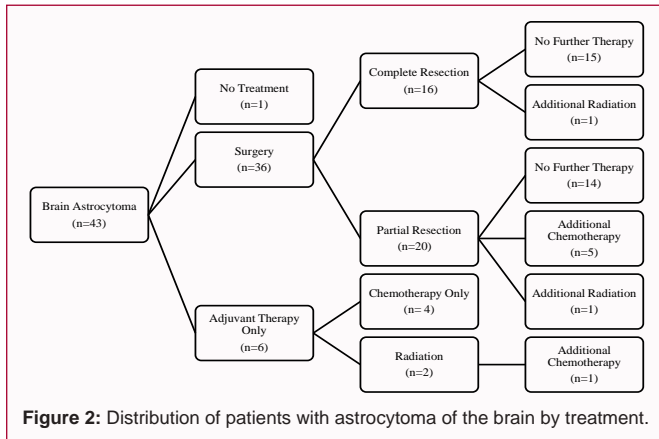 Brain Astrocytoma
(n=43)
No Treatment
(n=1)
Surgery
(n=36)
Adjuvant Therapy
Only
(n=6)
Complete Resection
(n=16)
Partial Resection
(n=20)
Chemotherapy Only
(n= 4)
Radiation
(n=2)
No Further Therapy
(n=15)
Additional Radiation
(n=1)
No Further Therapy
(n=14)
Additional
Chemotherapy
(n=5)
Additional Radiation
(n=1)
Additional
Chemotherapy
(n=1)
Figure 2: Distribution of patients with astrocytoma of the brain by treatment.